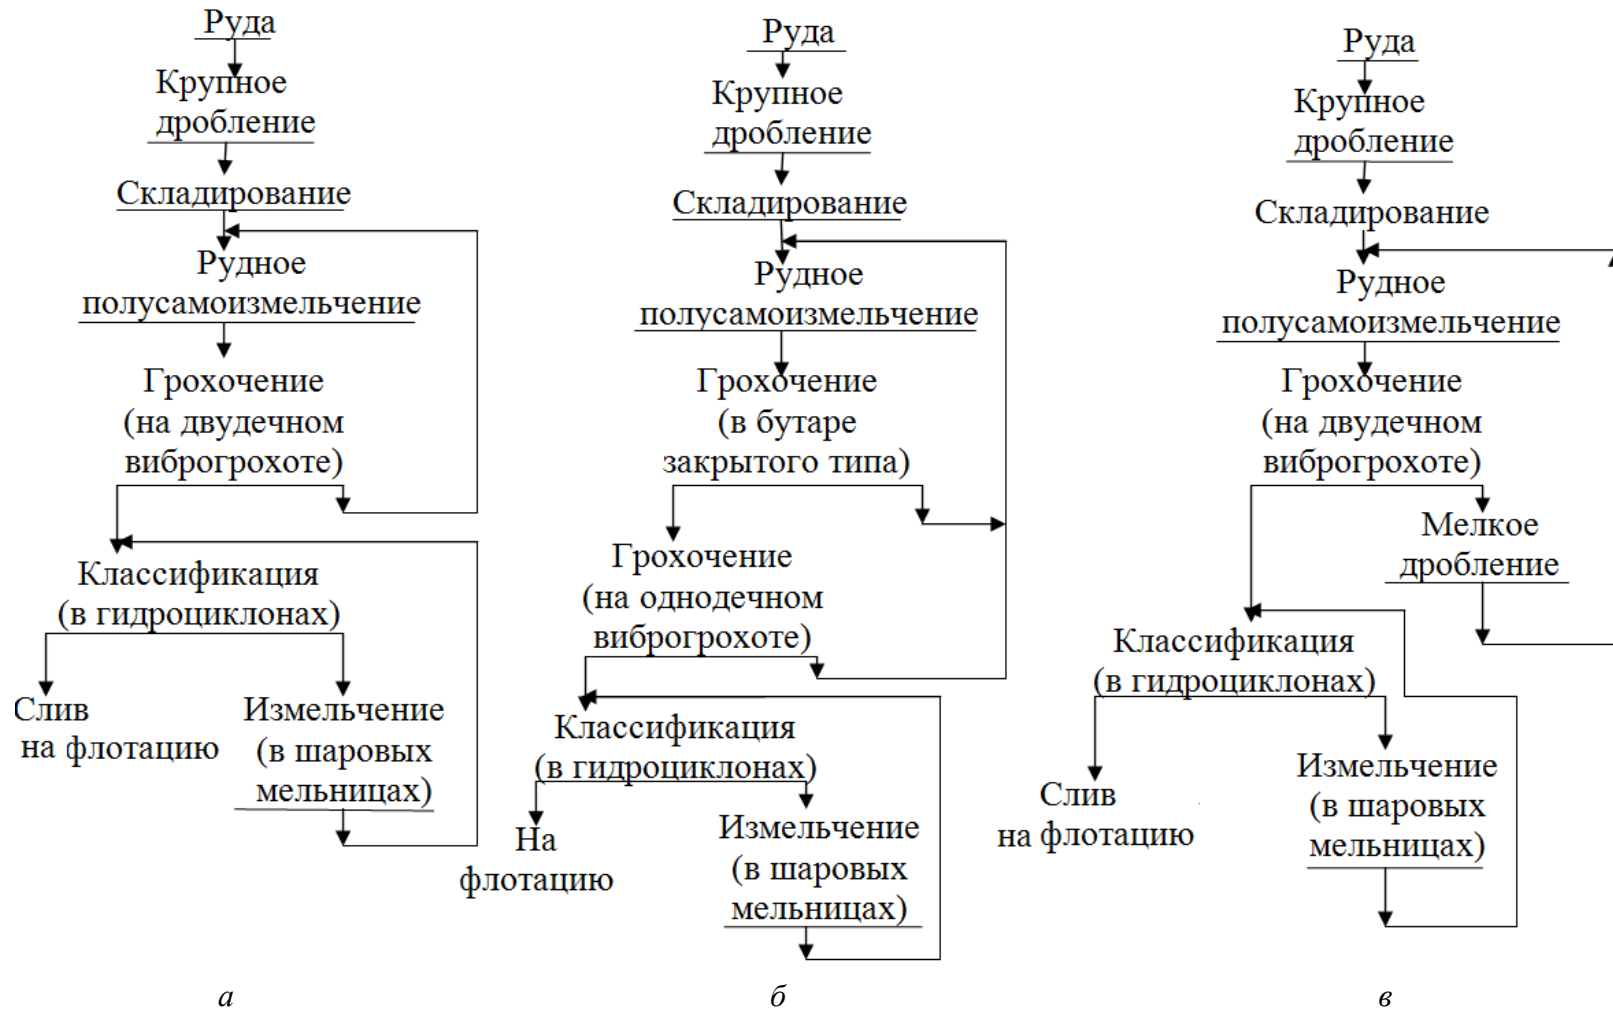 Руда
Крупное
дробление
Складирование
Рудное
полусамоизмельчение
Грохочение
(на двудечном
виброгрохоте)
Классификация
(в гидроциклонах)
Слив
на флотацию
Измельчение
(в шаровых
мельницах)
а
Руда
Крупное
дробление
Складирование
Рудное
полусамоизмельчение
Грохочение
(в бутаре
закрытого типа)
Грохочение
(на однодечном
виброгрохоте)
Классификация
(в гидроциклонах)
На
флотацию
Измельчение
(в шаровых
мельницах)
б
Руда
Крупное
дробление
Складирование
Рудное
полусамоизмельчение
Грохочение
(на двудечном
виброгрохоте)
Мелкое
дробление
Классификация
(в гидроциклонах)
Слив
на флотацию
Измельчение
(в шаровых
мельницах)
в